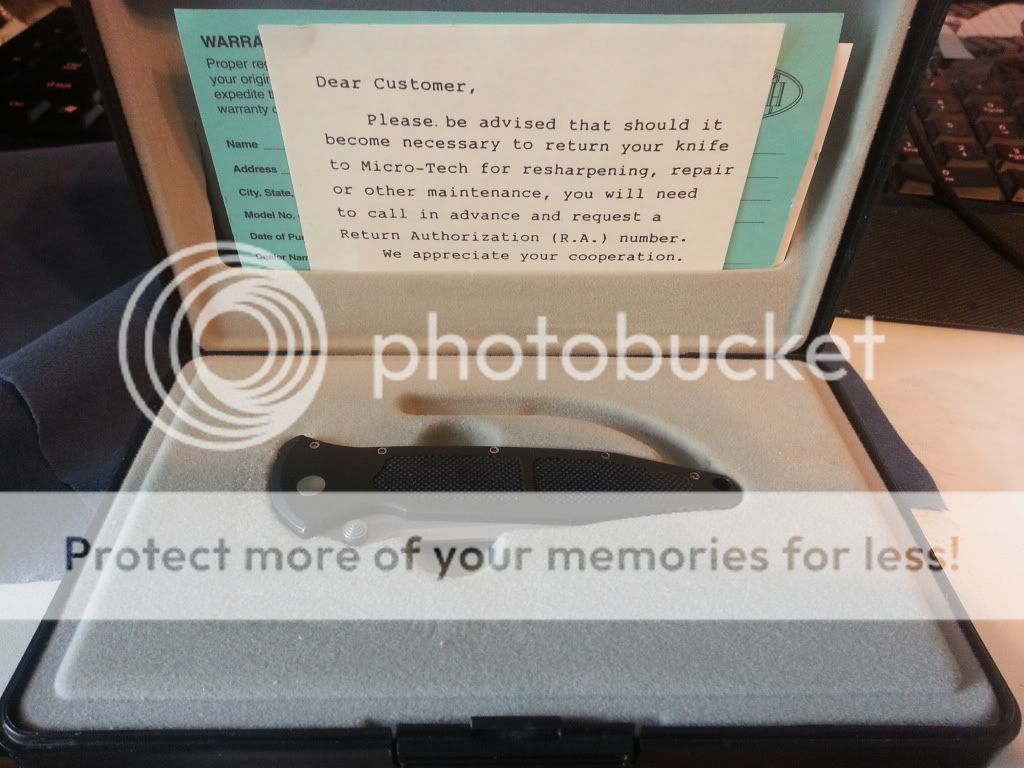 WARRA
Proper re
your origi
expedite t
warranty c
Name
Address
City, State,
Model No.
Date of Pu
Dealer Nam
Dear Customer,
Please. be advised that should it
become necessary to return your knife
to Micro-Tech for resharpening, repair
or other maintenance, you will need
to call in advance and request a
Return Authorization (R.A.) number.
We appreciate your cooperation.
photobucket
Protect more of your memories for less!